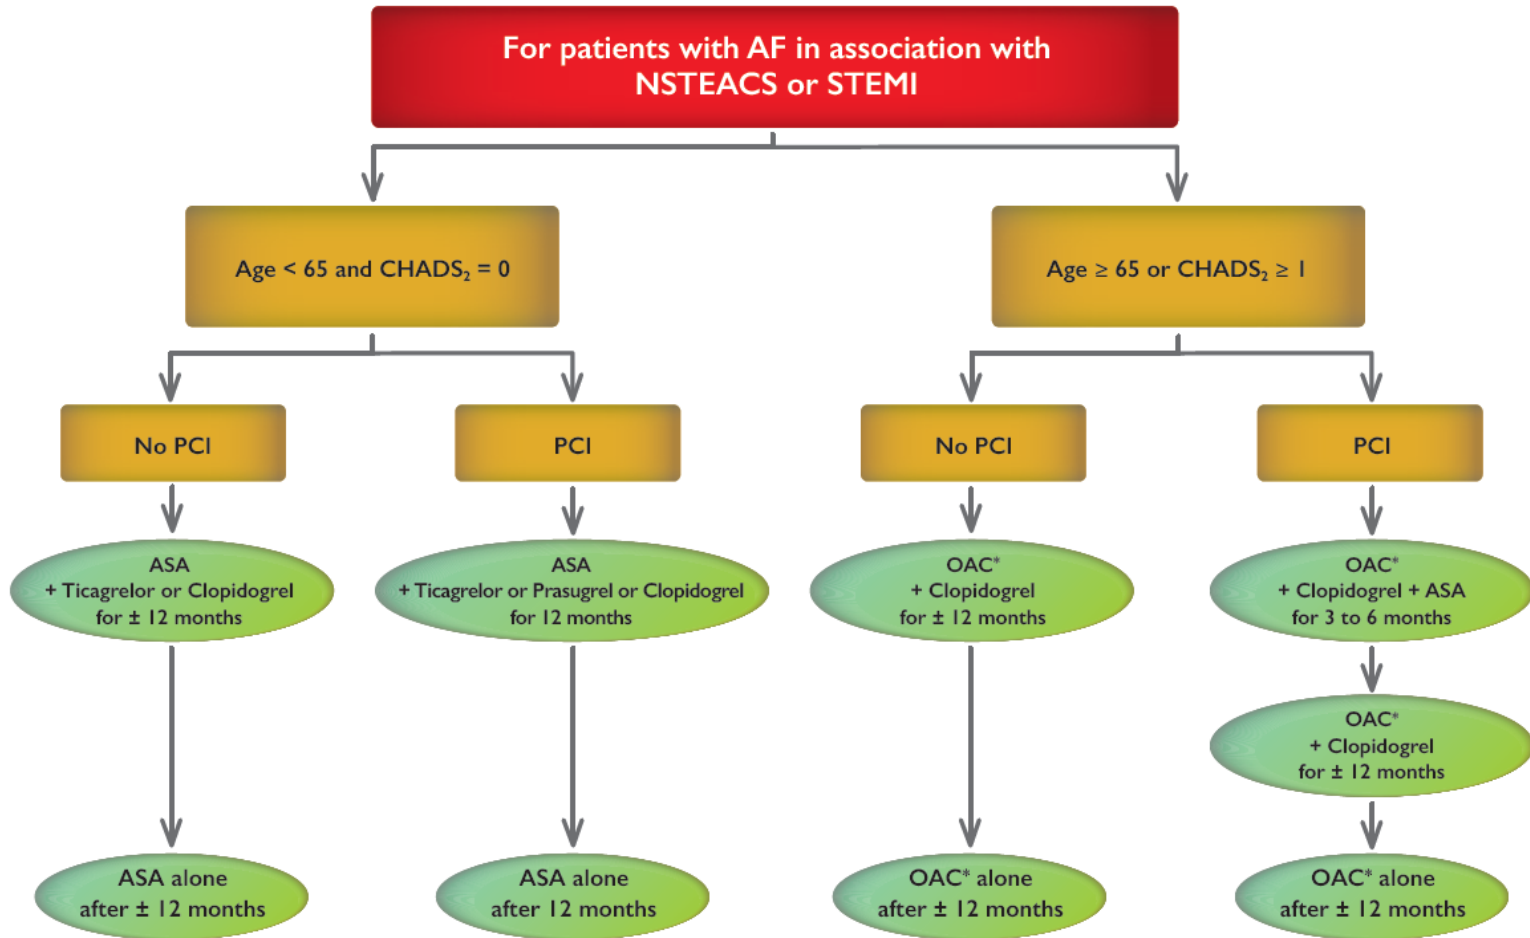 For patients with AF in association with
NSTEACS or STEMI
Age < 65 and CHADS₂ = 0
Age ≥ 65 or CHADS₂ ≥ 1
No PCI
PCI
No PCI
PCI
ASA
+ Ticagrelor or Clopidogrel
for ± 12 months
ASA
+ Ticagrelor or Prasugrel or Clopidogrel
for 12 months
OAC*
+ Clopidogrel
for ± 12 months
OAC*
+ Clopidogrel + ASA
for 3 to 6 months
OAC*
+ Clopidogrel
for ± 12 months
ASA alone
after ± 12 months
ASA alone
after 12 months
OAC* alone
after ± 12 months
OAC* alone
after ± 12 months